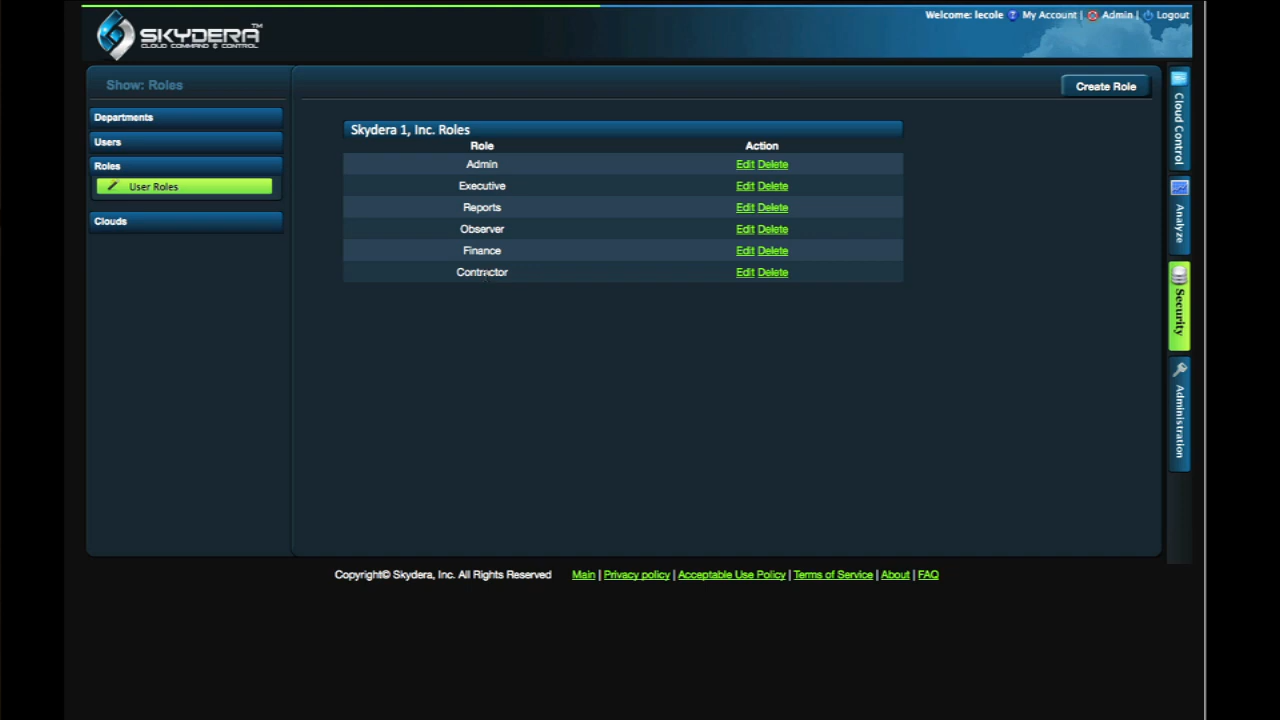 SKYDERA™
CLOUD COMMAND & CONTROL
Welcome: lecole My Account | Admin | Logout
Show: Roles
Departments
Users
Roles
User Roles
Clouds
Create Role
Skydera 1, Inc. Roles
Role Action
Admin Edit Delete
Executive Edit Delete
Reports Edit Delete
Observer Edit Delete
Finance Edit Delete
Contractor Edit Delete
Cloud Control
Analyze
Security
Administration
Copyright© Skydera, Inc. All Rights Reserved Main | Privacy policy | Acceptable Use Policy | Terms of Service | About | FAQ